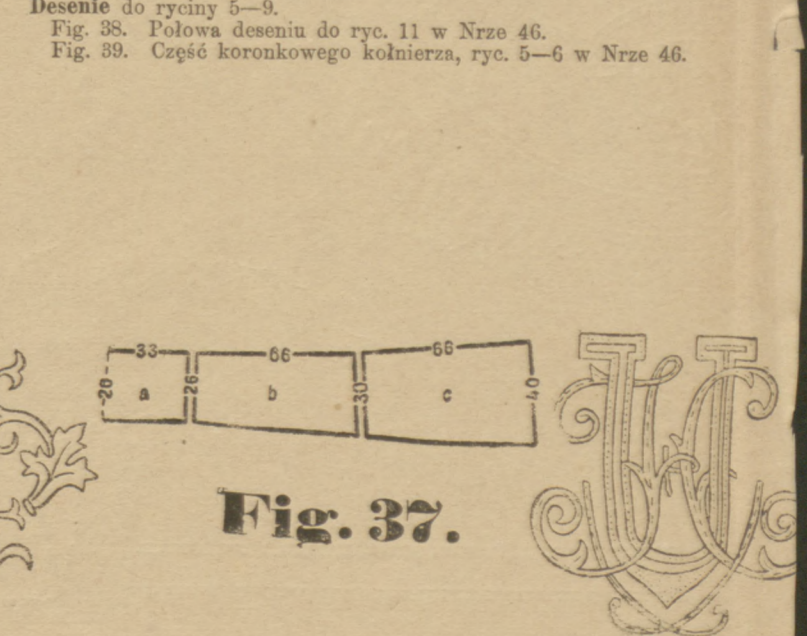 Desenie do ryciny 5—9.
Fig. 38. Połowa deseniu do ryc. 11 w Nrze 46.
Fig. 39. Część koronkowego kołnierza, ryc. 5—6 w Nrze 46.
33 66 66
20 a 26 b 30 c 40
Fig. 37.